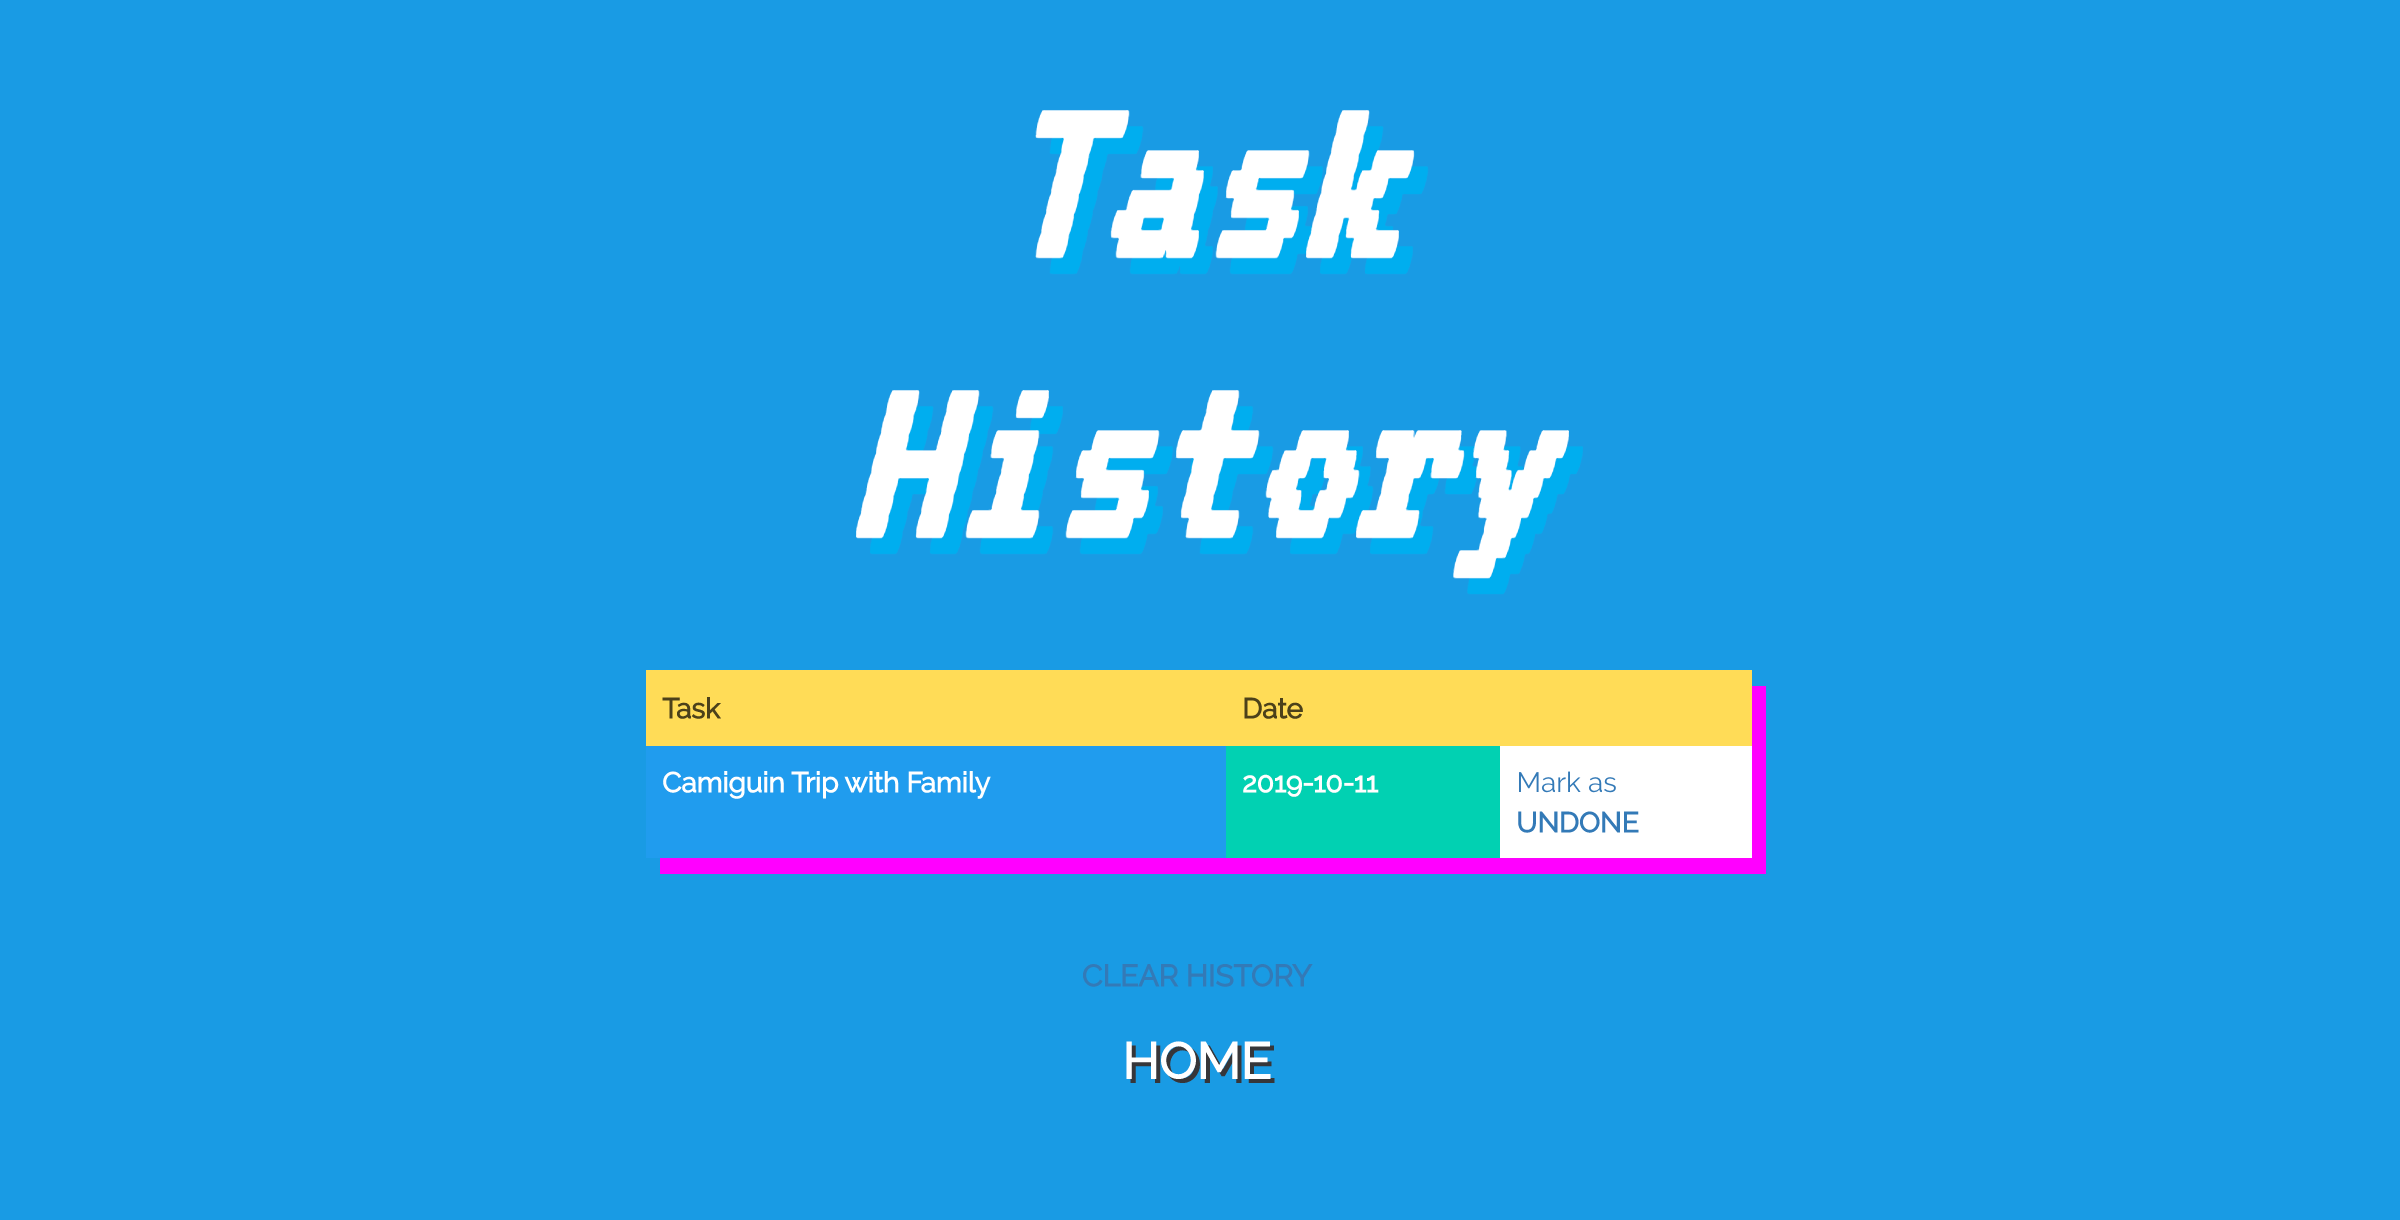 Task
History
Task Date
Camiguin Trip with Family 2019-10-11 Mark as
UNDONE
CLEAR HISTORY
HOME